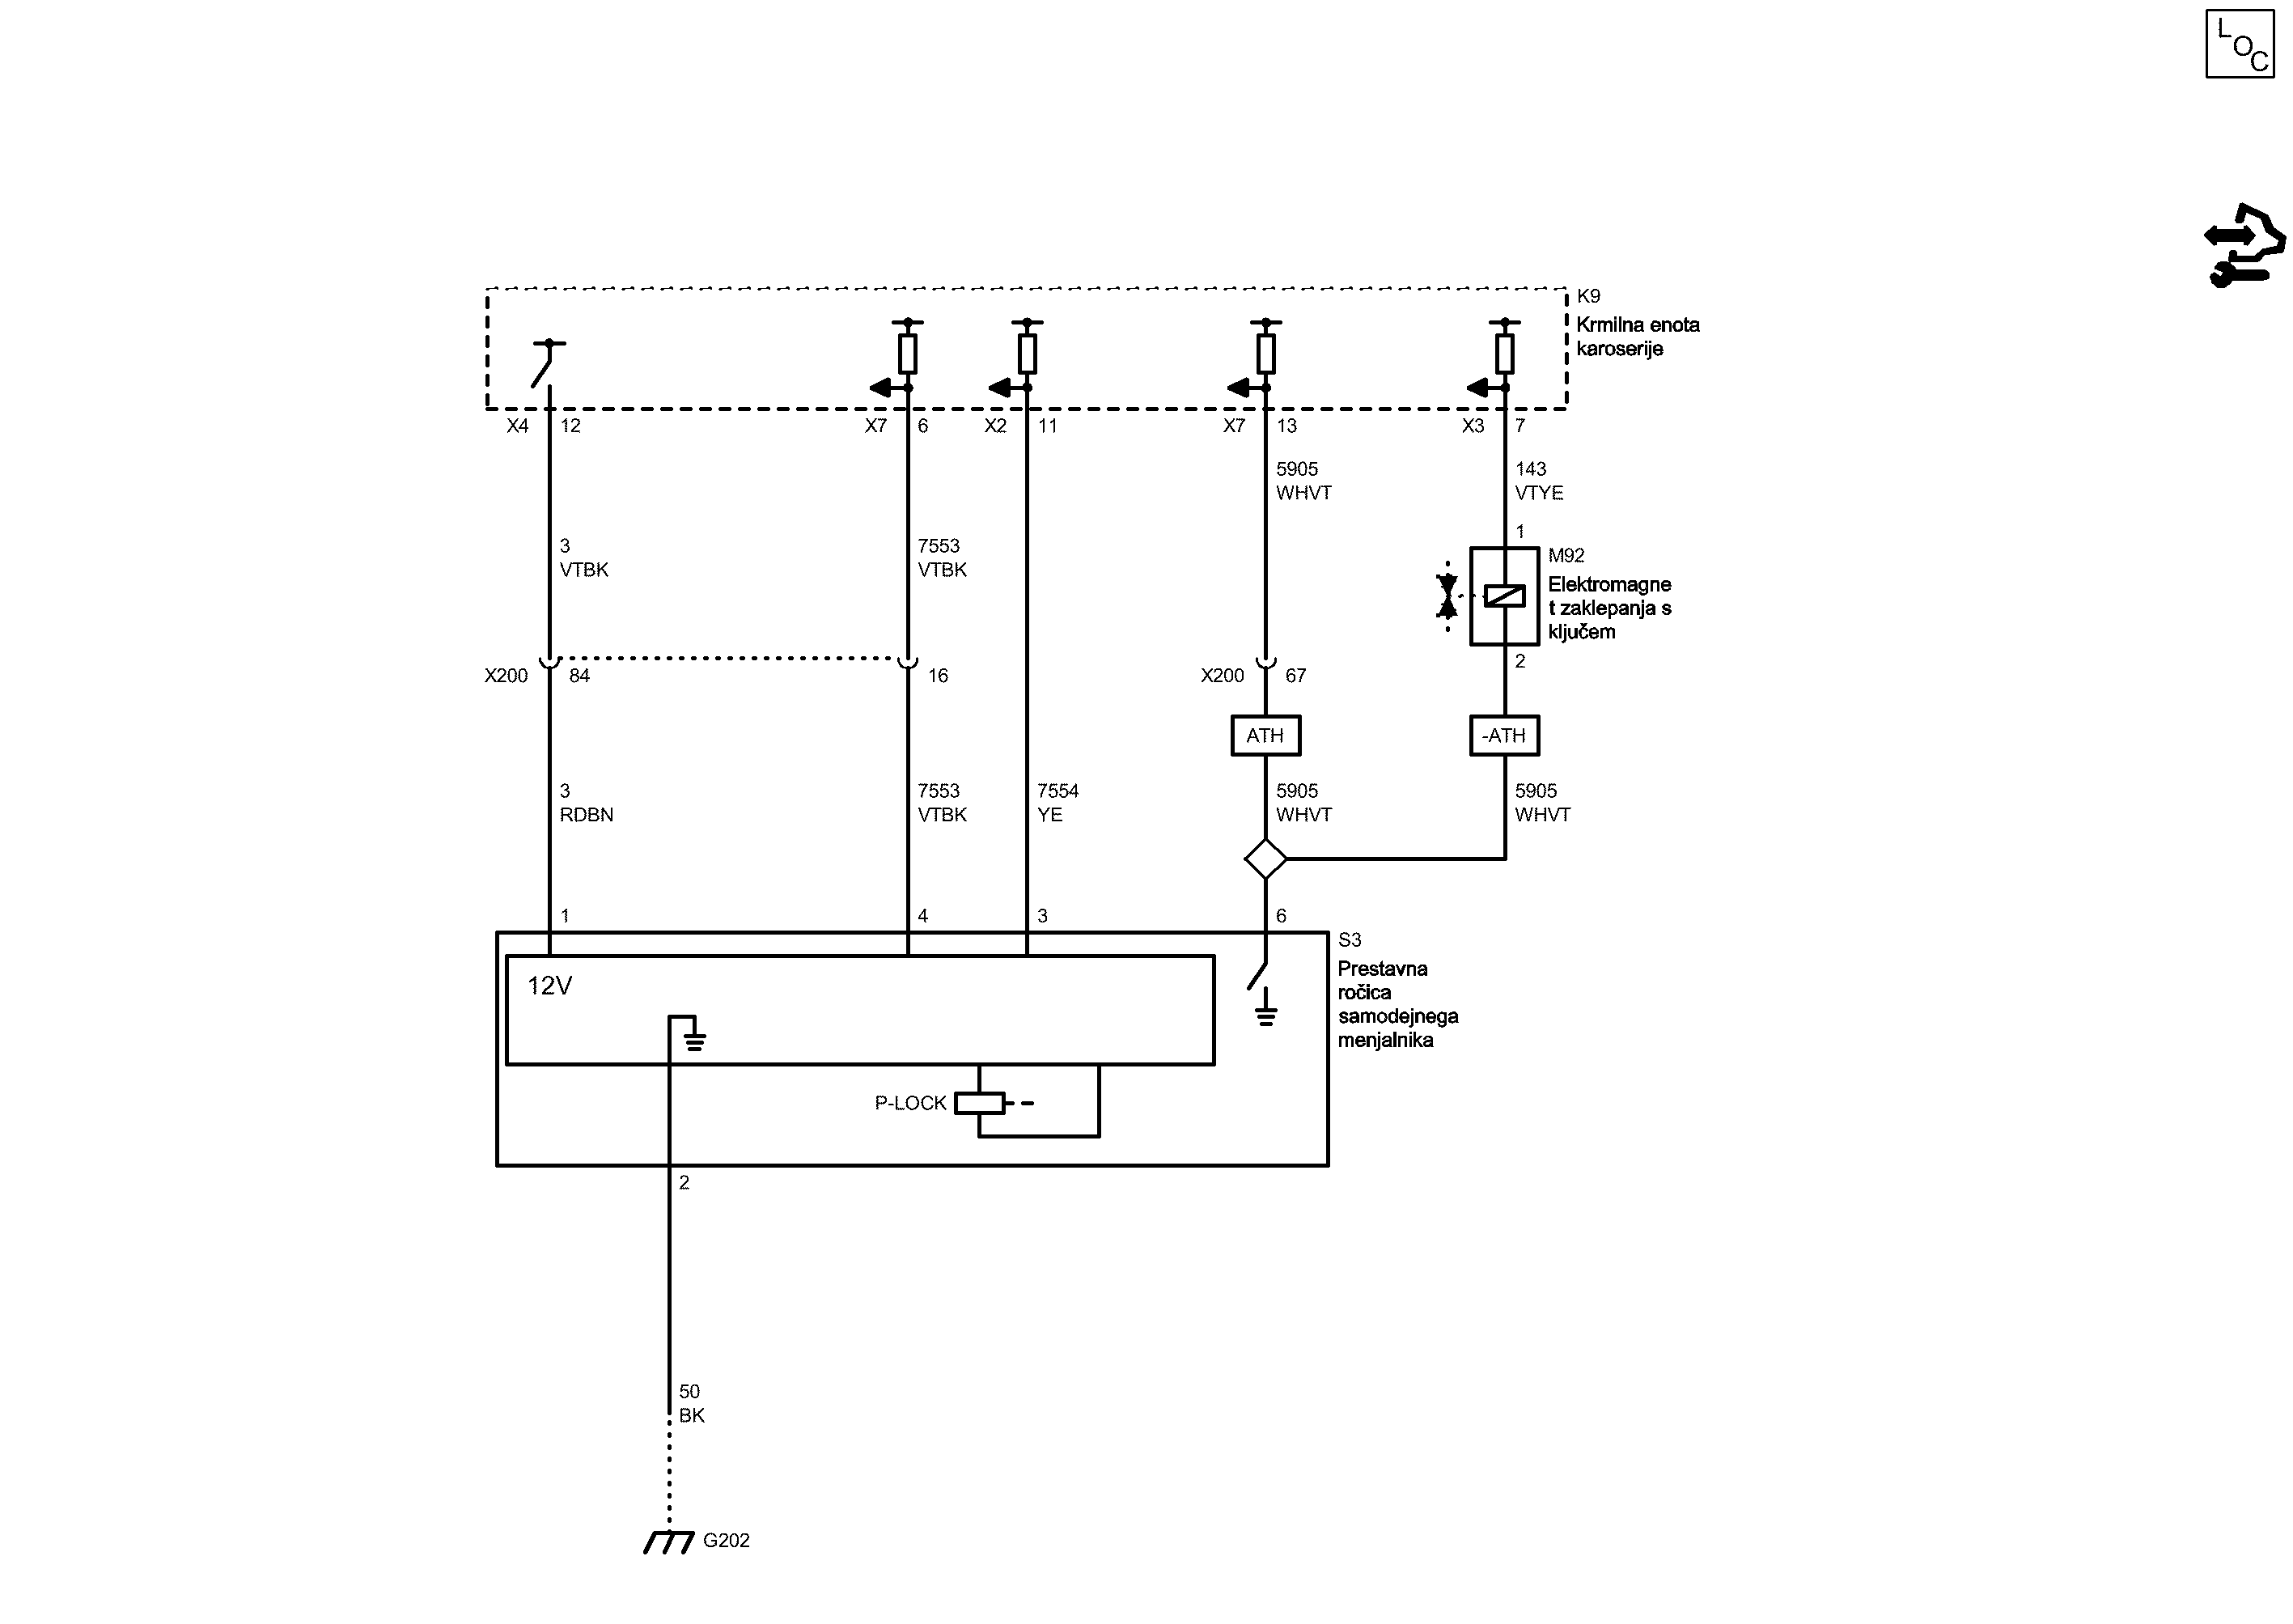 LOC
K9
Krmilna enota
karoserije
X4 12
X7 6
X2 11
X7 13
X3 7
5905
WHVT
143
VTYE
1
3
VTBK
7553
VTBK
M92
Elektromagne
t zaklepanja s
ključem
2
X200 84
16
X200 67
ATH
-ATH
3
RDBN
7553
VTBK
7554
YE
5905
WHVT
5905
WHVT
1
4
3
6
S3
Prestavna
ročica
samodejnega
menjalnika
12V
P-LOCK
2
50
BK
G202